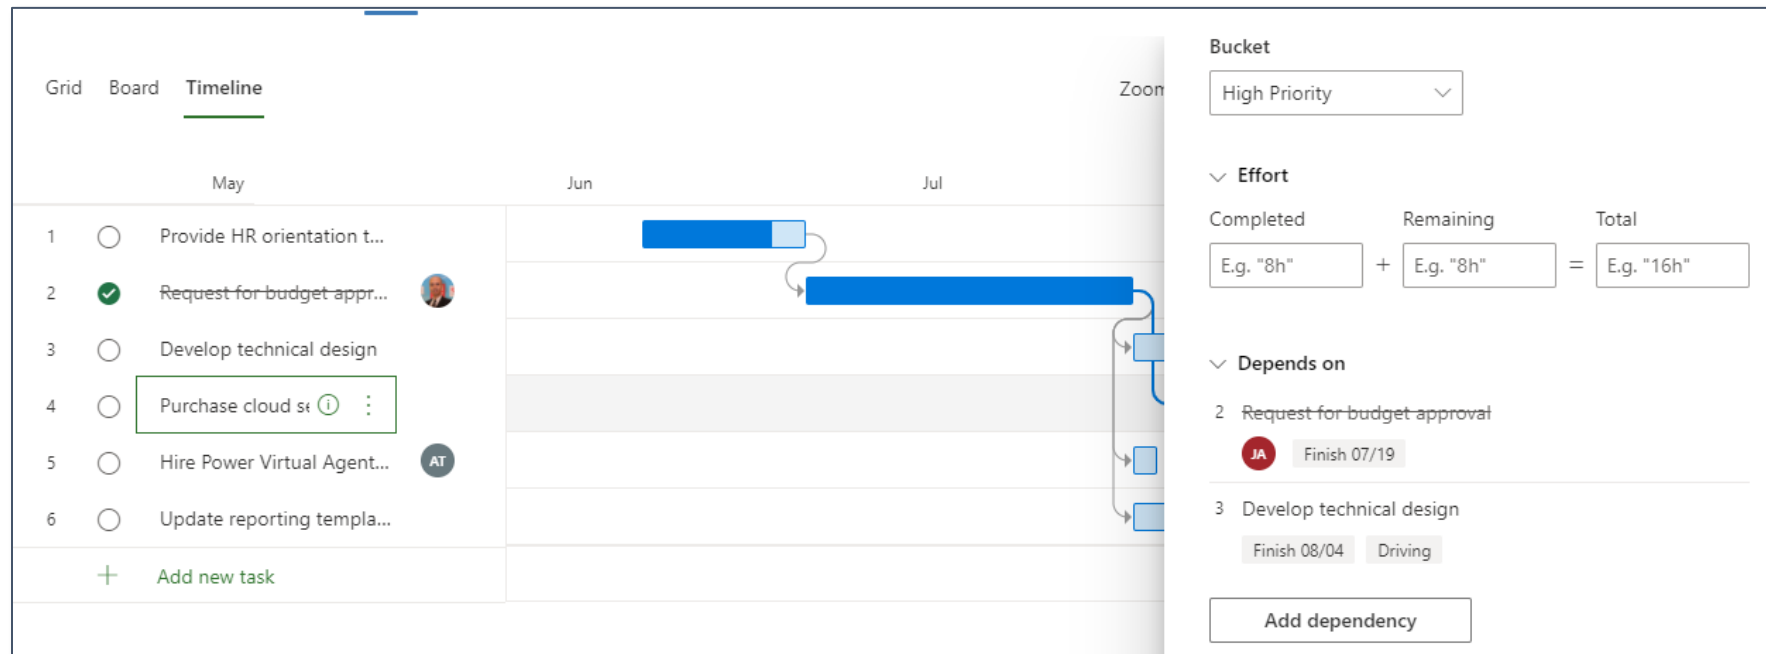 Grid Board Timeline
Zoom
May Jun Jul
1 Provide HR orientation t...
2 Request for budget appr...
3 Develop technical design
4 Purchase cloud se
5 Hire Power Virtual Agent... AT
6 Update reporting templa...
Add new task
Bucket
High Priority
Effort
Completed Remaining Total
E.g. "8h" + E.g. "8h" = E.g. "16h"
Depends on
2 Request for budget approval
JA Finish 07/19
3 Develop technical design
Finish 08/04 Driving
Add dependency